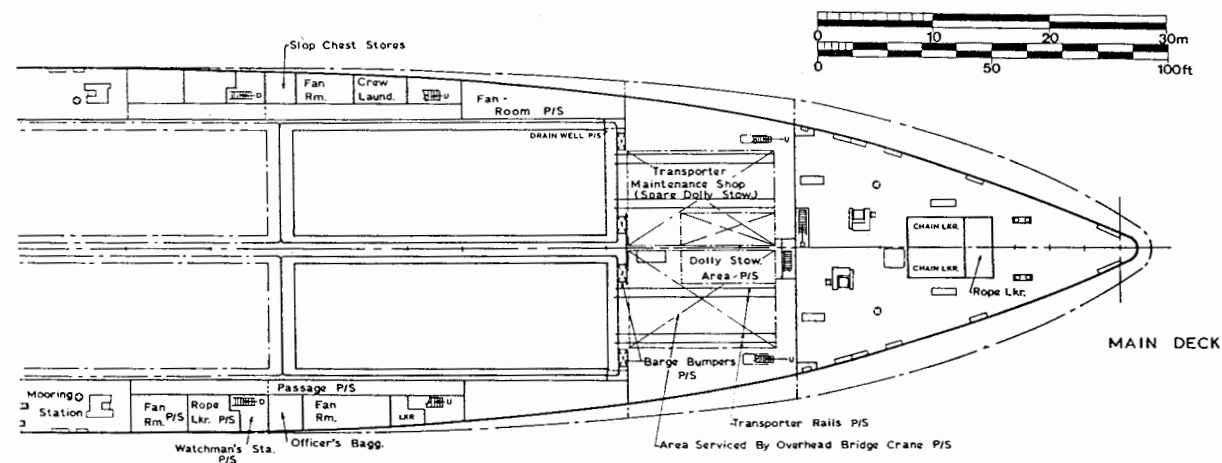 0 10 20 30m
0 50 100ft
Slop Chest Stores
D
Fan
Rm.
Crew
Laund.
U
Fan-
Room P/S
DRAIN WELL P/S
U
Transporter
Maintenance Shop
(Spare Dolly Stow.)
Dolly Stow.
Area-P/S
CHAIN LKR.
CHAIN LKR.
Rope Lkr.
MAIN DECK
Barge Bumpers
P/S
U
Passage P/S
Mooring
Station
Fan
Rm. P/S
Rope
Lkr. P/S
D
Fan
Rm.
LKR
U
Watchman's Sta.
P/S
Officer's Bagg.
Transporter Rails P/S
Area Serviced By Overhead Bridge Crane P/S